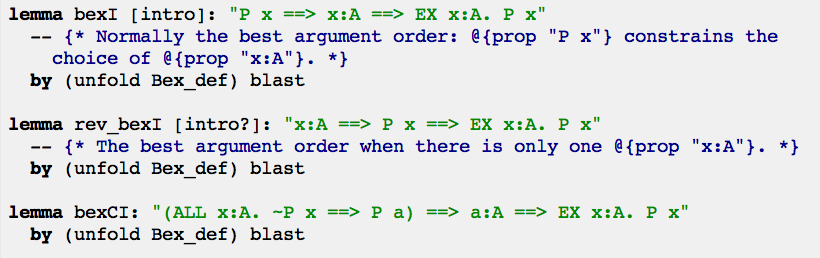 lemma bexI [intro]: "P x ==> x:A ==> EX x:A. P x"
-- {* Normally the best argument order: @{prop "P x"} constrains the
choice of @{prop "x:A"}. *}
by (unfold Bex_def) blast
lemma rev_bexI [intro?]: "x:A ==> P x ==> EX x:A. P x"
-- {* The best argument order when there is only one @{prop "x:A"}. *}
by (unfold Bex_def) blast
lemma bexCI: "(ALL x:A. ~P x ==> P a) ==> a:A ==> EX x:A. P x"
by (unfold Bex_def) blast